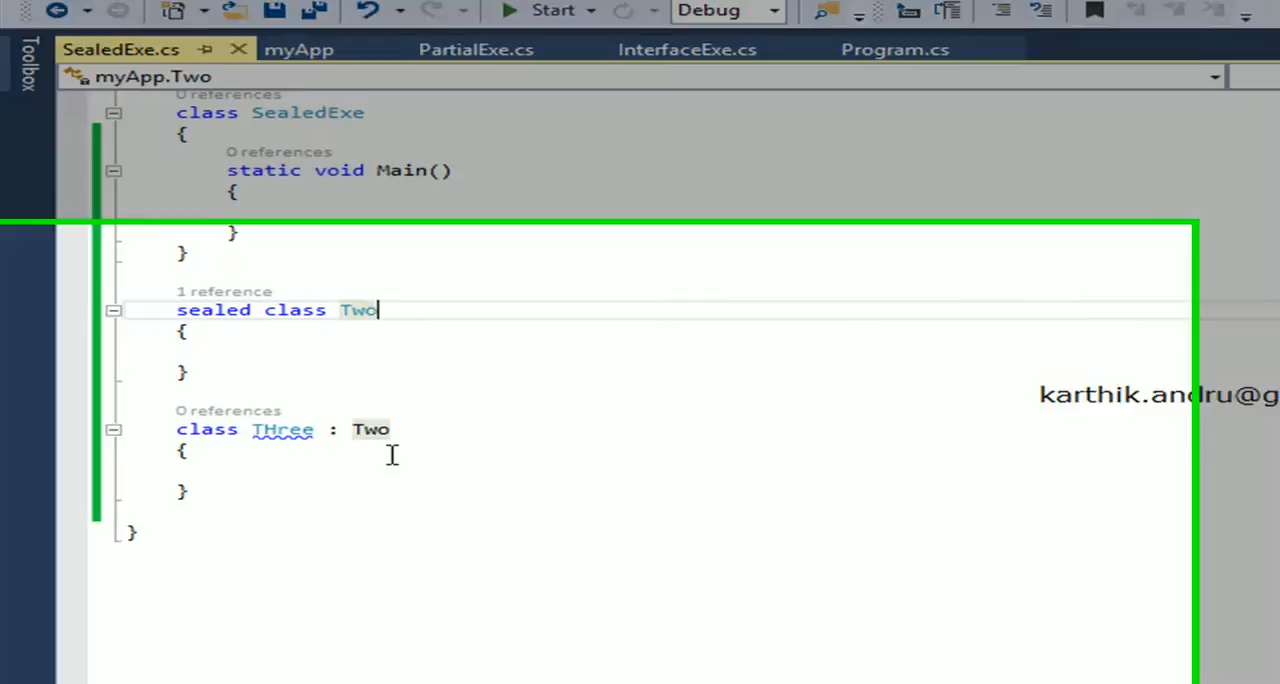 Start Debug
Toolbox
SealedExe.cs myApp PartialExe.cs InterfaceExe.cs Program.cs
myApp.Two
0 references
class SealedExe
{
0 references
static void Main()
{
}
}
1 reference
sealed class Two
{
}
karthik.andru@g
0 references
class THree : Two
{
}
}